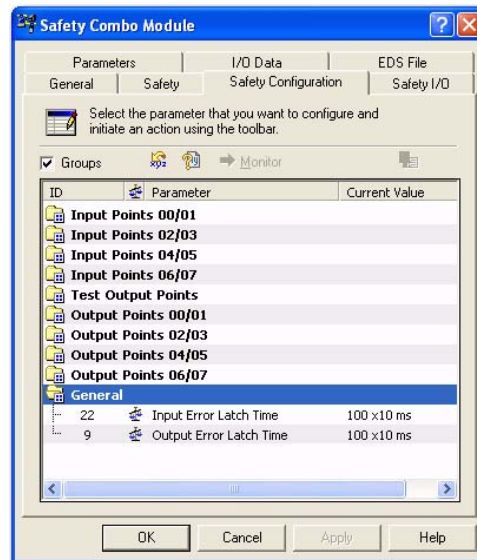 Safety Combo Module
Parameters I/O Data EDS File
General Safety Safety Configuration Safety I/O
Select the parameter that you want to configure and
initiate an action using the toolbar.
Groups xyz Monitor
ID Parameter Current Value
Input Points 00/01
Input Points 02/03
Input Points 04/05
Input Points 06/07
Test Output Points
Output Points 00/01
Output Points 02/03
Output Points 04/05
Output Points 06/07
General
22 Input Error Latch Time 100 x10 ms
9 Output Error Latch Time 100 x10 ms
OK Cancel Apply Help